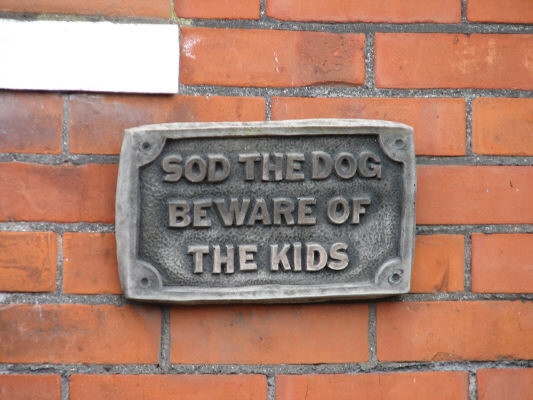 SOD THE DOG
BEWARE OF
THE KIDS